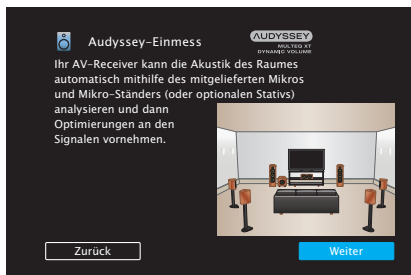 Audyssey-Einmess
AUDYSSEY
MULTEQ XT
DYNAMIC VOLUME
Ihr AV-Receiver kann die Akustik des Raumes
automatisch mithilfe des mitgelieferten Mikros
und Mikro-Ständers (oder optionalen Stativs)
analysieren und dann
Optimierungen an den
Signalen vornehmen.
Zurück
Weiter